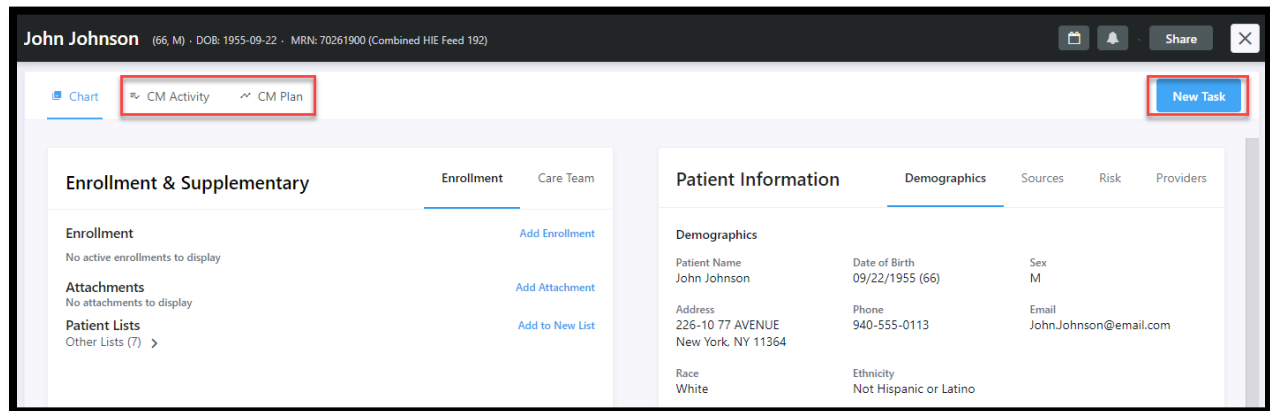 John Johnson (66, M) · DOB: 1955-09-22 · MRN: 70261900 (Combined HIE Feed 192)
Share
Chart CM Activity CM Plan
New Task
Enrollment & Supplementary
Enrollment Care Team
Enrollment
Add Enrollment
No active enrollments to display
Attachments
Add Attachment
No attachments to display
Patient Lists
Add to New List
Other Lists (7)
Patient Information
Demographics Sources Risk Providers
Demographics
Patient Name Date of Birth Sex
John Johnson 09/22/1955 (66) M
Address Phone Email
226-10 77 AVENUE 940-555-0113 John.Johnson@email.com
New York, NY 11364
Race Ethnicity
White Not Hispanic or Latino